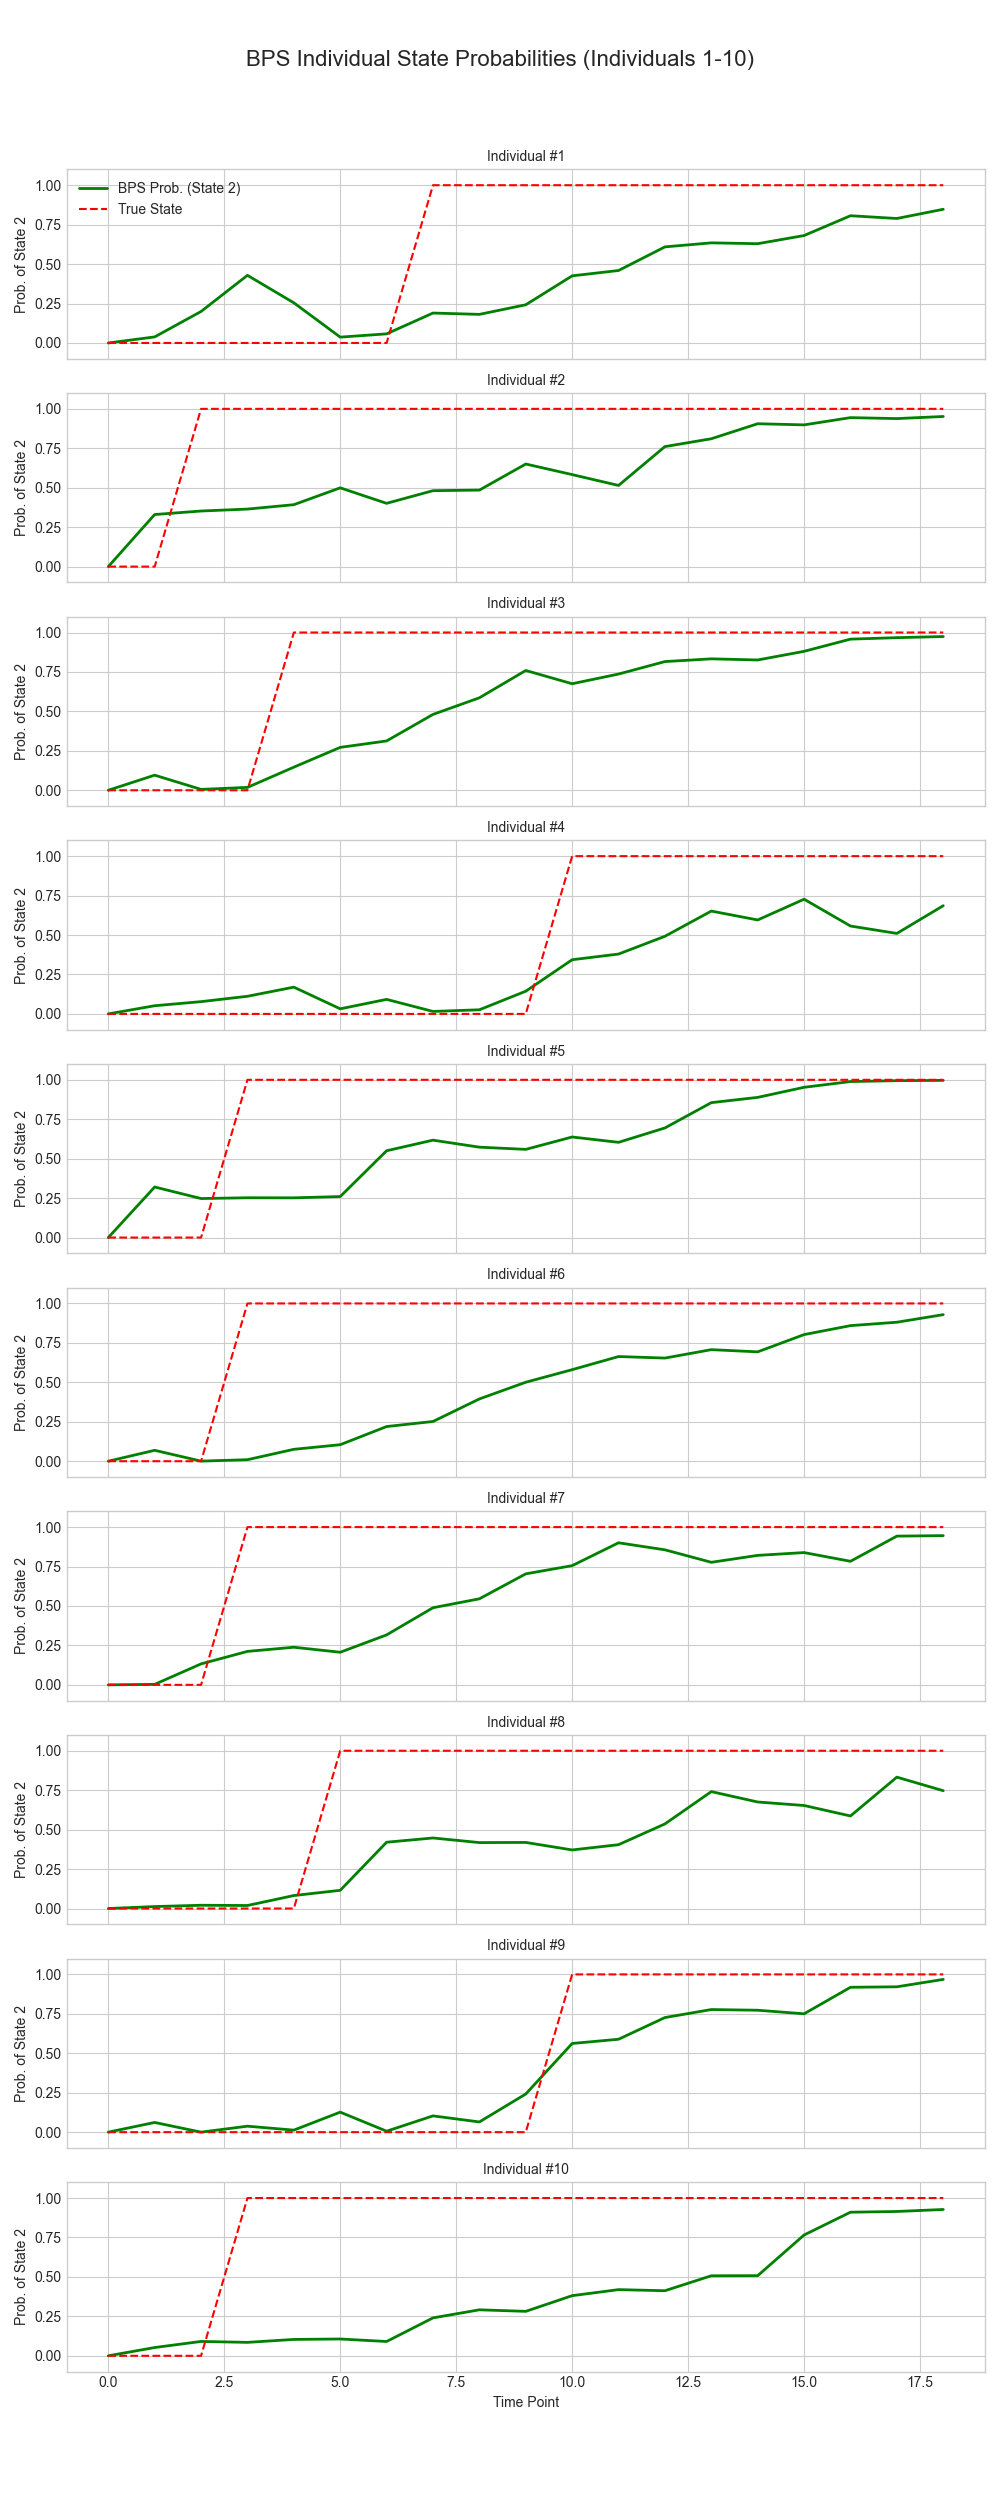 BPS Individual State Probabilities (Individuals 1-10)
Individual #1
BPS Prob. (State 2)
True State
Prob. of State 2
1.00
0.75
0.50
0.25
0.00
Individual #2
Prob. of State 2
1.00
0.75
0.50
0.25
0.00
Individual #3
Prob. of State 2
1.00
0.75
0.50
0.25
0.00
Individual #4
Prob. of State 2
1.00
0.75
0.50
0.25
0.00
Individual #5
Prob. of State 2
1.00
0.75
0.50
0.25
0.00
Individual #6
Prob. of State 2
1.00
0.75
0.50
0.25
0.00
Individual #7
Prob. of State 2
1.00
0.75
0.50
0.25
0.00
Individual #8
Prob. of State 2
1.00
0.75
0.50
0.25
0.00
Individual #9
Prob. of State 2
1.00
0.75
0.50
0.25
0.00
Individual #10
Prob. of State 2
1.00
0.75
0.50
0.25
0.00
0.0 2.5 5.0 7.5 10.0 12.5 15.0 17.5
Time Point